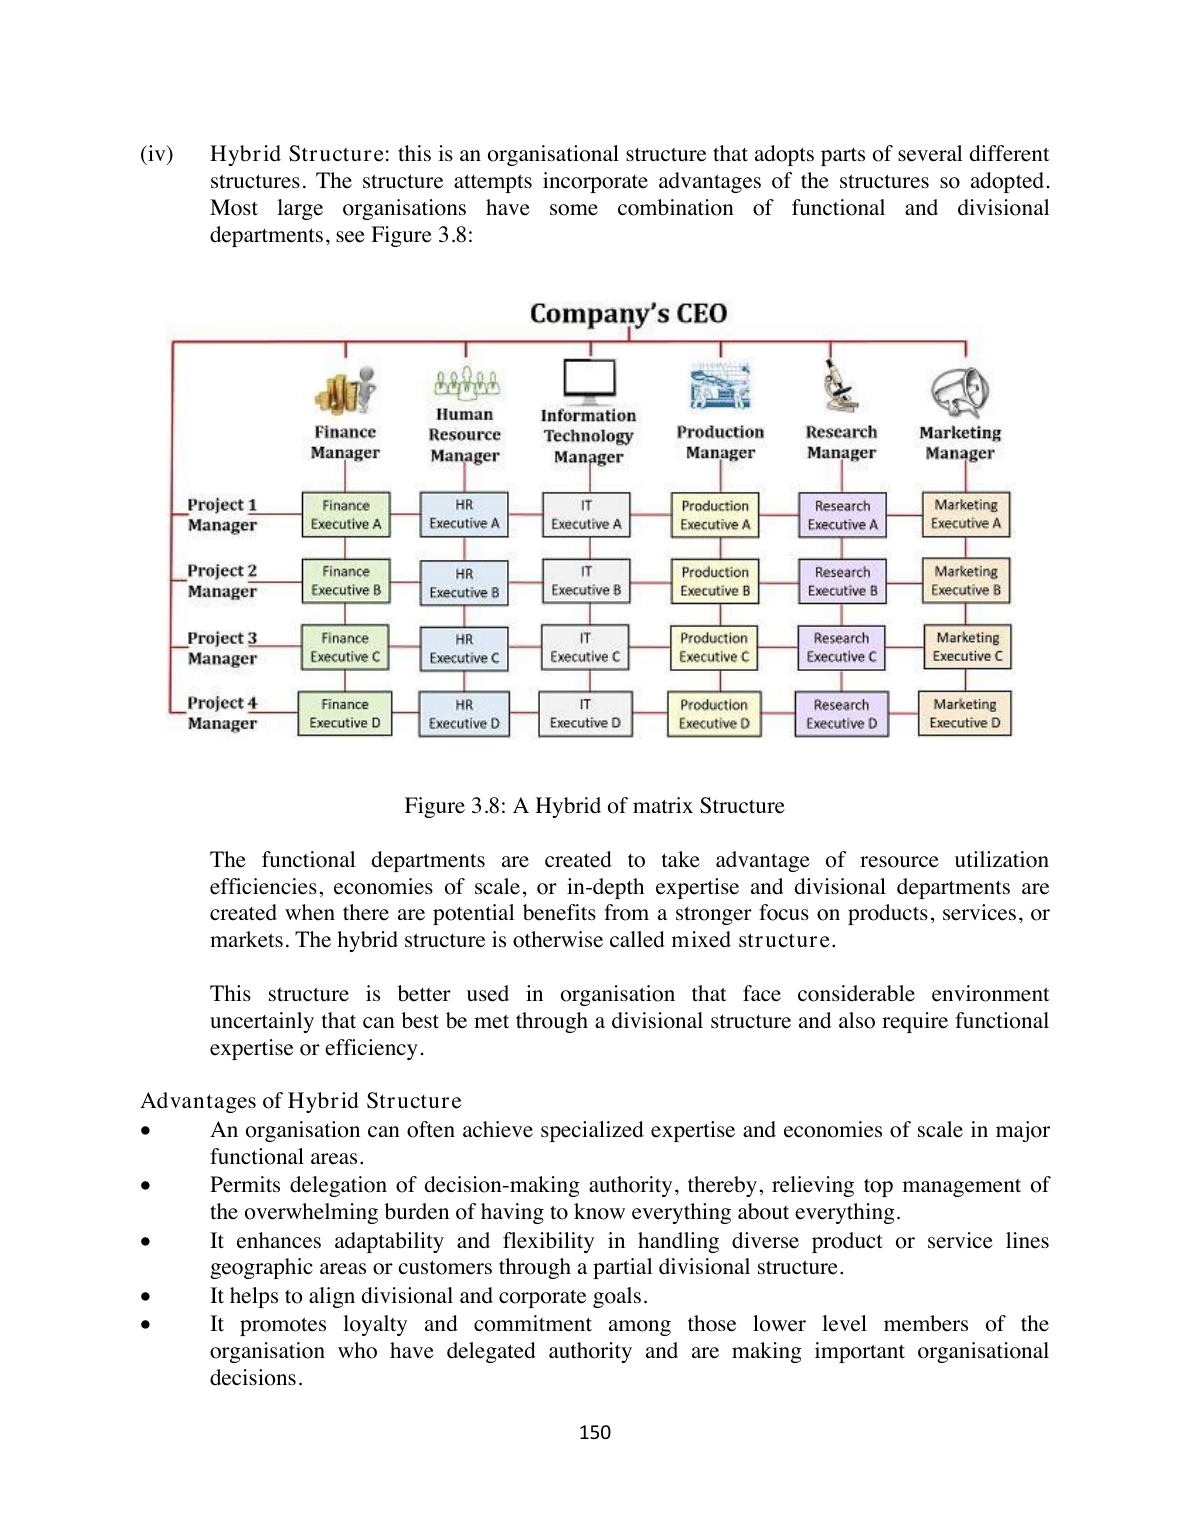 (iv) Hybrid Structure: this is an organisational structure that adopts parts of several different
structures. The structure attempts incorporate advantages of the structures so adopted.
Most large organisations have some combination of functional and divisional
departments, see Figure 3.8:
Company's CEO
Finance
Manager
Human
Resource
Manager
Information
Technology
Manager
Production
Manager
Research
Manager
Marketing
Manager
Project 1
Manager
Finance
Executive A
HR
Executive A
IT
Executive A
Production
Executive A
Research
Executive A
Marketing
Executive A
Project 2
Manager
Finance
Executive B
HR
Executive B
IT
Executive B
Production
Executive B
Research
Executive B
Marketing
Executive B
Project 3
Manager
Finance
Executive C
HR
Executive C
IT
Executive C
Production
Executive C
Research
Executive C
Marketing
Executive C
Project 4
Manager
Finance
Executive D
HR
Executive D
IT
Executive D
Production
Executive D
Research
Executive D
Marketing
Executive D
Figure 3.8: A Hybrid of matrix Structure
The functional departments are created to take advantage of resource utilization
efficiencies, economies of scale, or in-depth expertise and divisional departments are
created when there are potential benefits from a stronger focus on products, services, or
markets. The hybrid structure is otherwise called mixed structure.
This structure is better used in organisation that face considerable environment
uncertainly that can best be met through a divisional structure and also require functional
expertise or efficiency.
Advantages of Hybrid Structure
• An organisation can often achieve specialized expertise and economies of scale in major
functional areas.
• Permits delegation of decision-making authority, thereby, relieving top management of
the overwhelming burden of having to know everything about everything.
• It enhances adaptability and flexibility in handling diverse product or service lines
geographic areas or customers through a partial divisional structure.
• It helps to align divisional and corporate goals.
• It promotes loyalty and commitment among those lower level members of the
organisation who have delegated authority and are making important organisational
decisions.
150